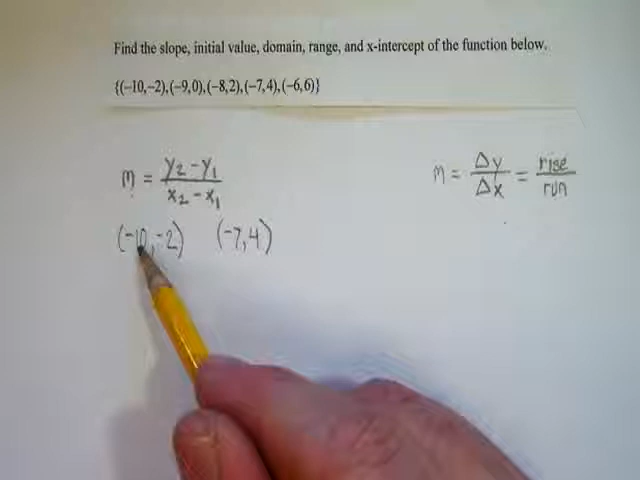 Find the slope, initial value, domain, range, and x-intercept of the function below.
{(−10,−2),(−9,0),(−8,2),(−7,4),(−6,6)}
m = y₂ − y₁ / x₂ − x₁
m = Δy / Δx = rise / run
(−10, −2) (−7, 4)